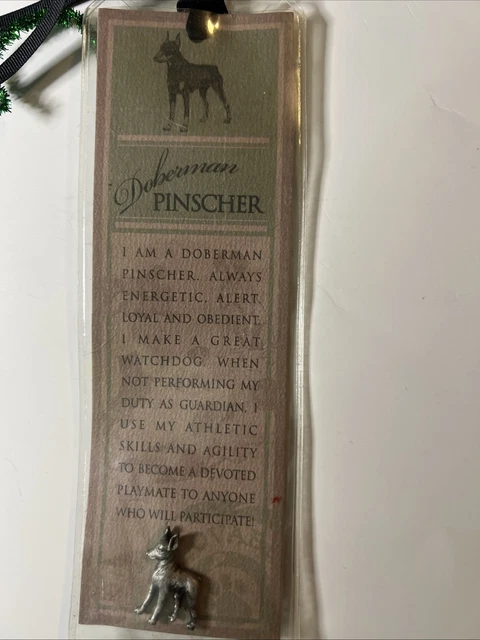 Doberman
PINSCHER
I AM A DOBERMAN
PINSCHER. ALWAYS
ENERGETIC, ALERT,
LOYAL AND OBEDIENT,
I MAKE A GREAT
WATCHDOG. WHEN
NOT PERFORMING MY
DUTY AS GUARDIAN, I
USE MY ATHLETIC
SKILLS AND AGILITY
TO BECOME A DEVOTED
PLAYMATE TO ANYONE
WHO WILL PARTICIPATE!